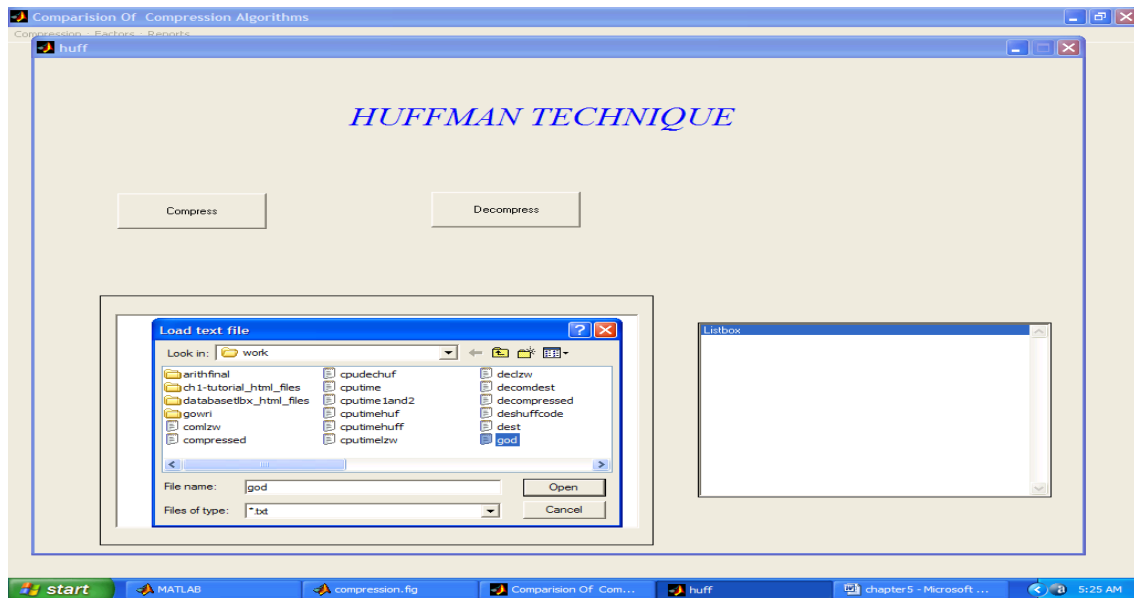 Comparision Of Compression Algorithms
Compression Factors Reports
huff
HUFFMAN TECHNIQUE
Compress
Decompress
Load text file
Look in: work
arithfinal
ch1-tutorial_html_files
databasetlbx_html_files
gowri
comlzw
compressed
cpudechuf
cputime
cputime1and2
cputimehuf
cputimehuff
cputimelzw
declzw
decomdest
decompressed
deshuffcode
dest
god
File name: god
Open
Files of type: *.txt
Cancel
Listbox
start
MATLAB
compression.fig
Comparision Of Com...
huff
chapter5 - Microsoft ...
5:25 AM